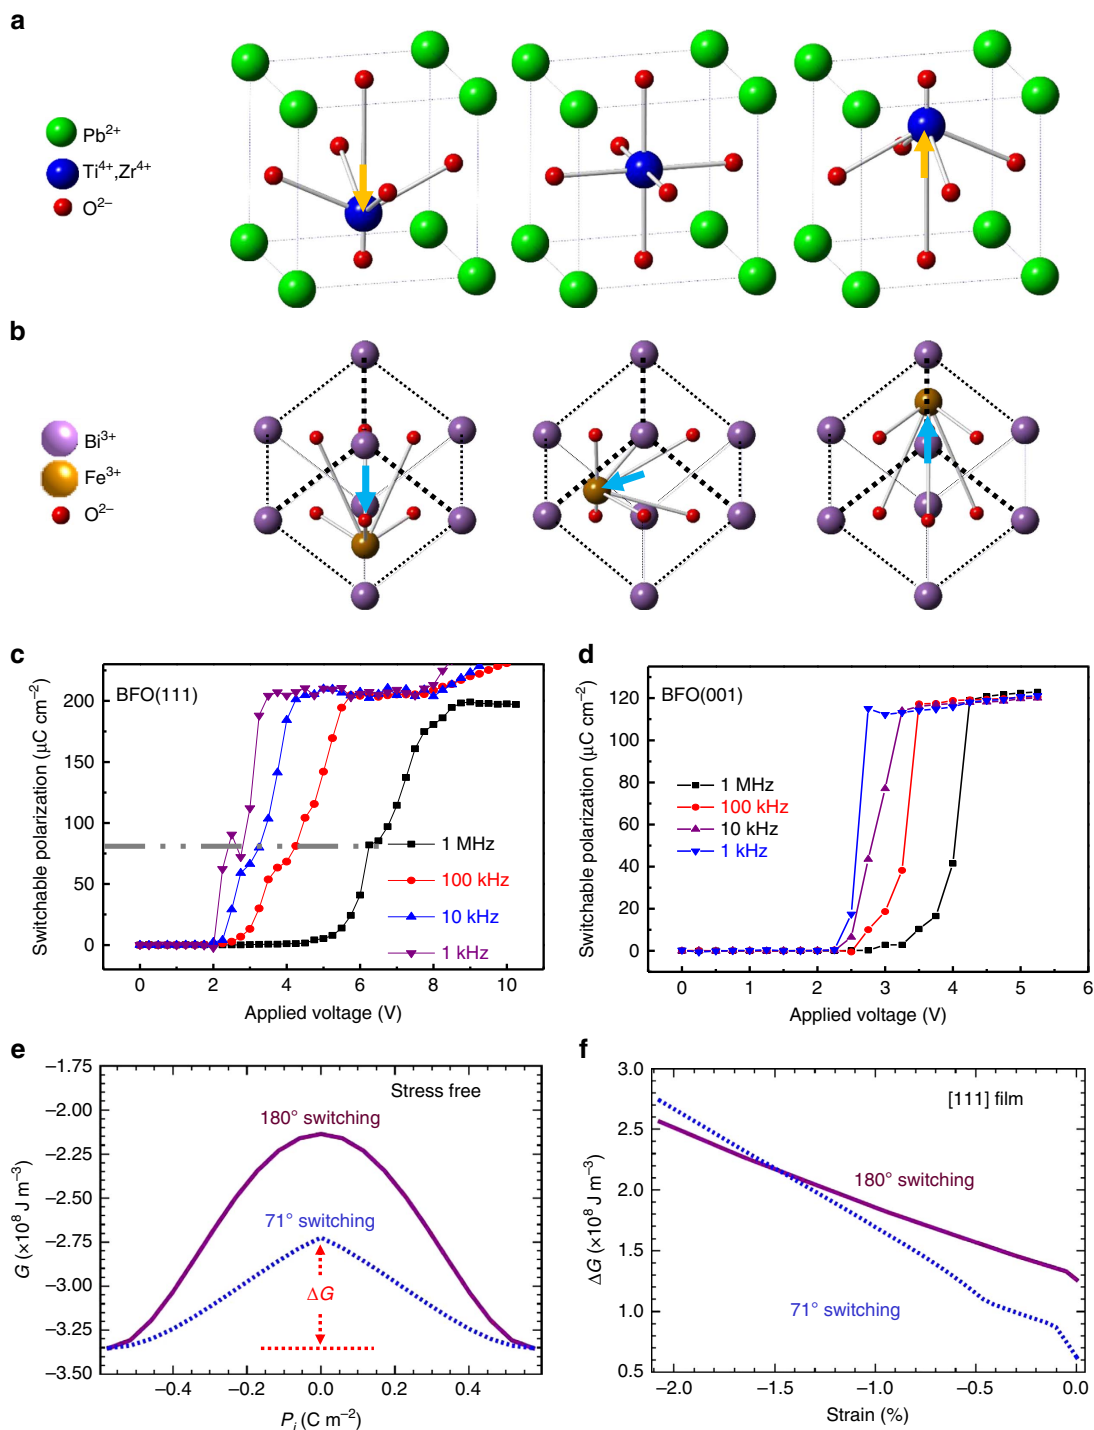 a
Pb²⁺
Ti⁴⁺,Zr⁴⁺
O²⁻
b
Bi³⁺
Fe³⁺
O²⁻
c
BFO(111)
Switchable polarization (μC cm⁻²)
200
150
100
50
0
1 MHz
100 kHz
10 kHz
1 kHz
0 2 4 6 8 10
Applied voltage (V)
d
BFO(001)
Switchable polarization (μC cm⁻²)
120
100
80
60
40
20
0
1 MHz
100 kHz
10 kHz
1 kHz
0 1 2 3 4 5 6
Applied voltage (V)
e
Stress free
180° switching
71° switching
ΔG
G (×10⁸ J m⁻³)
−1.75
−2.00
−2.25
−2.50
−2.75
−3.00
−3.25
−3.50
−0.4 −0.2 0.0 0.2 0.4
Pᵢ (C m⁻²)
f
[111] film
180° switching
71° switching
ΔG (×10⁸ J m⁻³)
3.0
2.5
2.0
1.5
1.0
0.5
−2.0 −1.5 −1.0 −0.5 0.0
Strain (%)